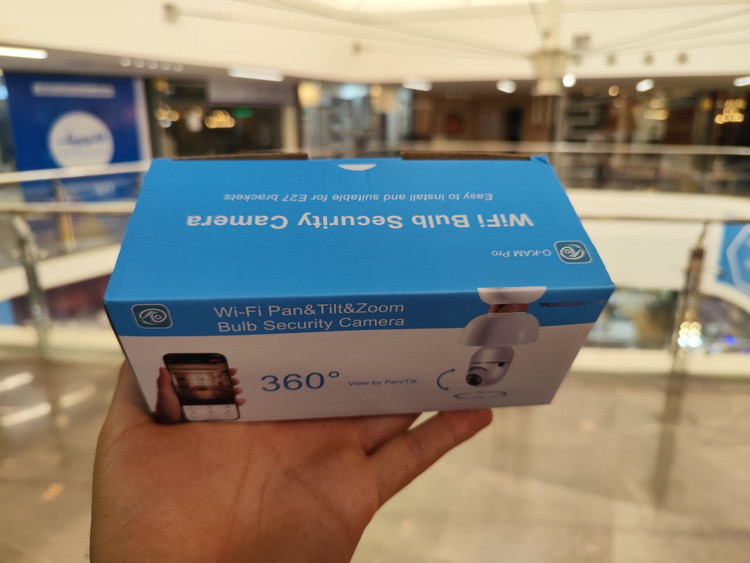 WiFi Bulb Security Camera
Easy to install and suitable for E27 brackets
O-KAM Pro
Wi-Fi Pan&Tilt&Zoom
Bulb Security Camera
360°
View by Pan/Tilt